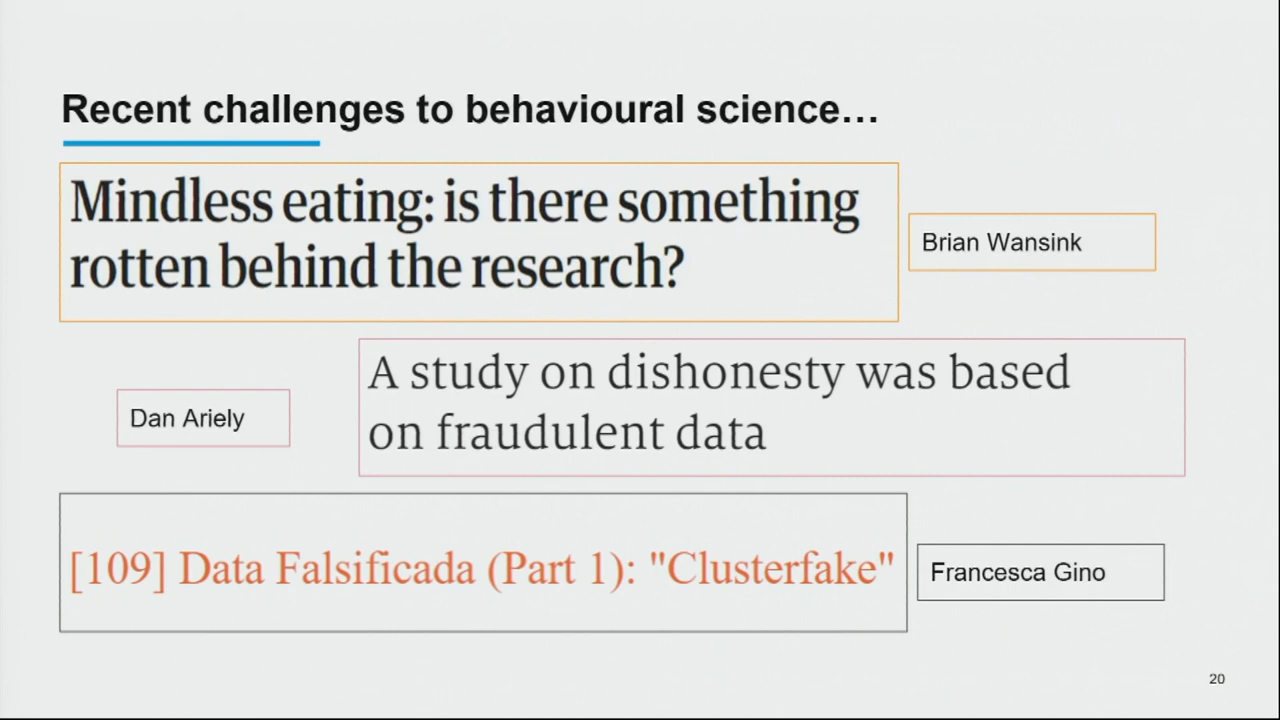 Recent challenges to behavioural science…
Mindless eating: is there something
rotten behind the research?
Brian Wansink
Dan Ariely
A study on dishonesty was based
on fraudulent data
[109] Data Falsificada (Part 1): "Clusterfake"
Francesca Gino
20